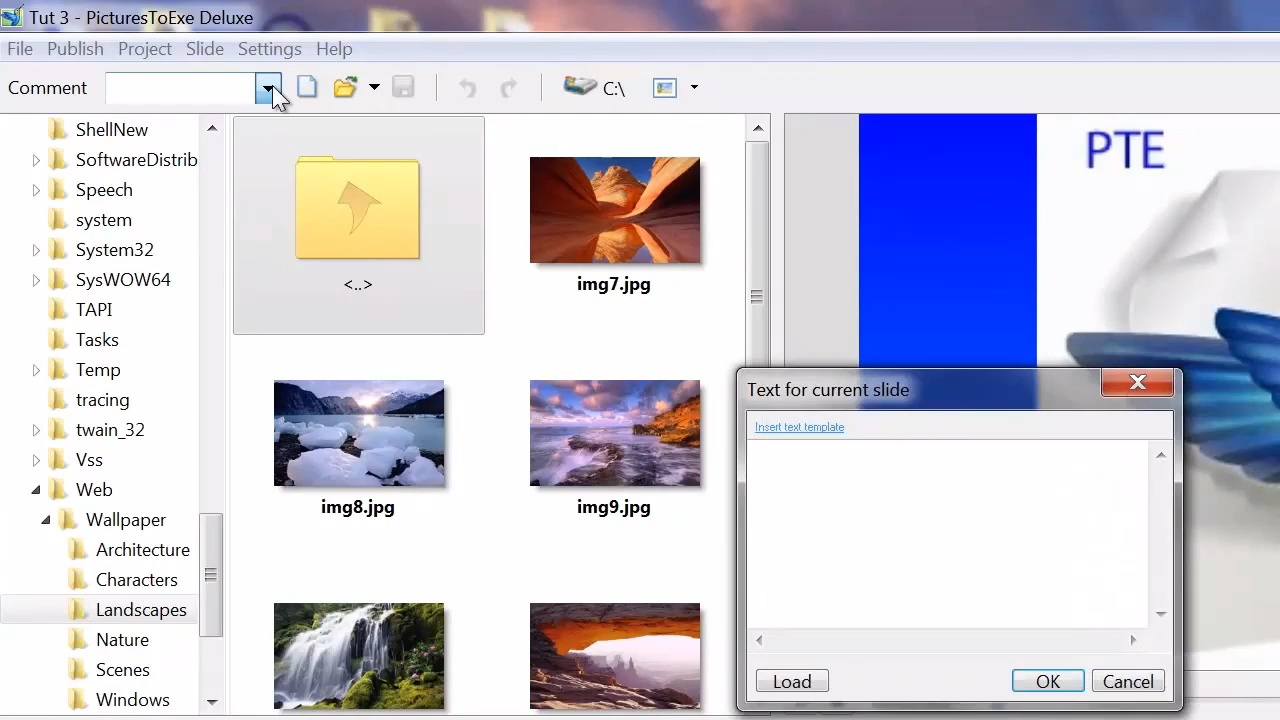 Tut 3 - PicturesToExe Deluxe
File Publish Project Slide Settings Help
Comment
C:\
ShellNew
SoftwareDistrib
Speech
system
System32
SysWOW64
TAPI
Tasks
Temp
tracing
twain_32
Vss
Web
Wallpaper
Architecture
Characters
Landscapes
Nature
Scenes
Windows
<..>
img7.jpg
img8.jpg
img9.jpg
PTE
Text for current slide
Insert text template
Load OK Cancel